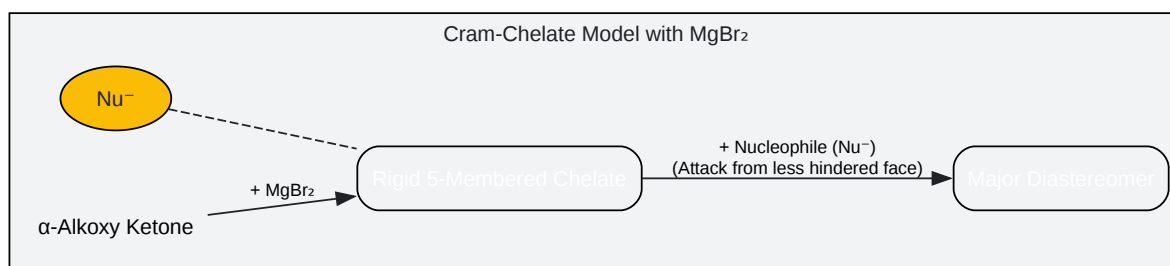 Cram-Chelate Model with MgBr₂
Nu⁻
+ Nucleophile (Nu⁻)
(Attack from less hindered face)
Rigid 5-Membered Chelate
Major Diastereomer
+ MgBr₂
α-Alkoxy Ketone